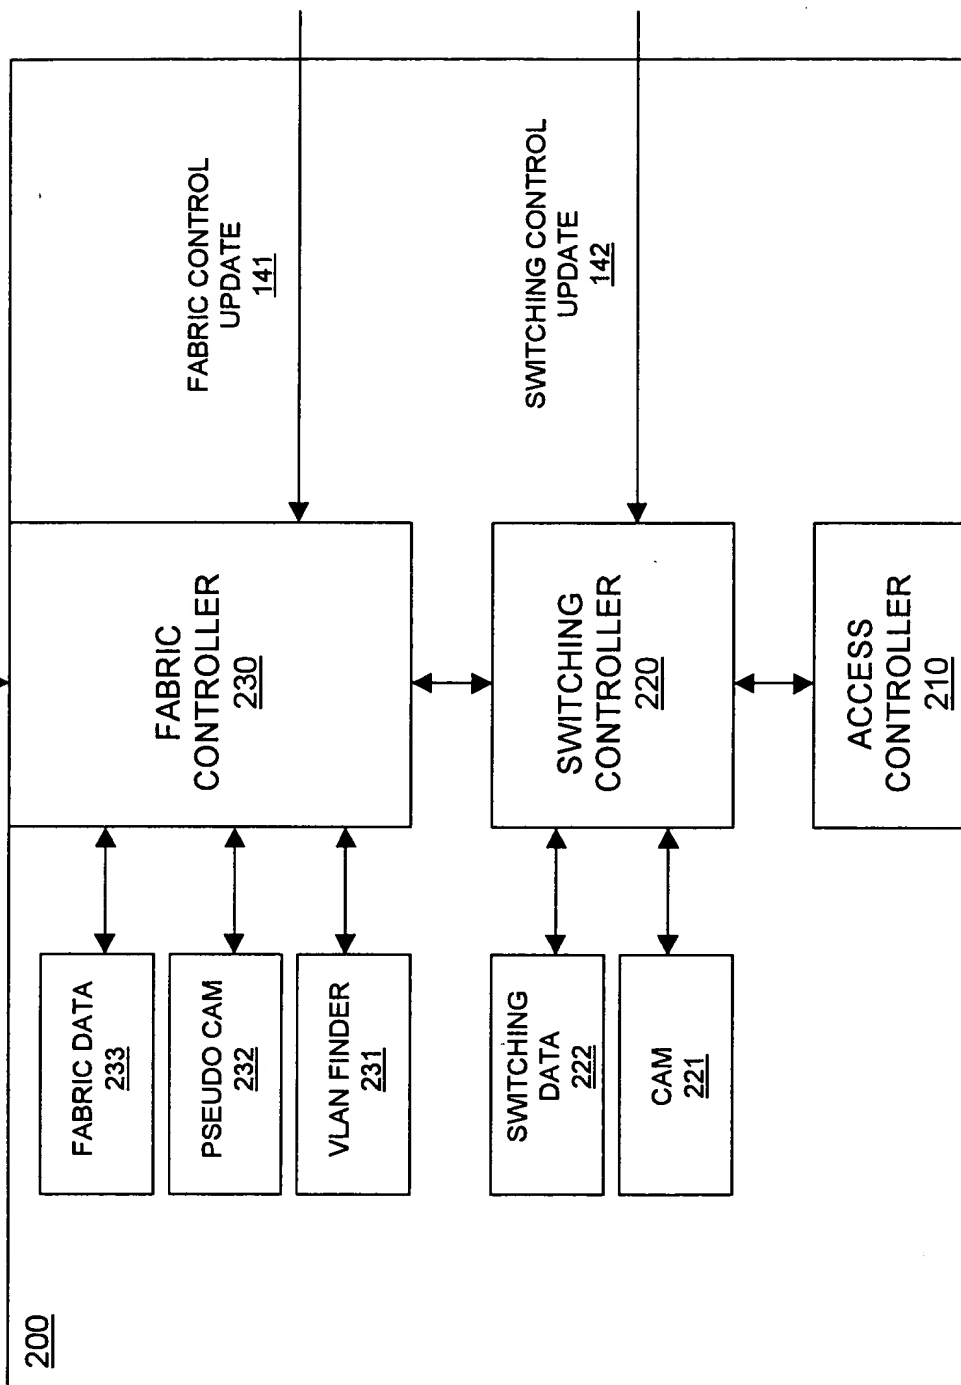 200
FABRIC DATA
233
PSEUDO CAM
232
VLAN FINDER
231
SWITCHING
DATA
222
CAM
221
FABRIC
CONTROLLER
230
SWITCHING
CONTROLLER
220
ACCESS
CONTROLLER
210
FABRIC CONTROL
UPDATE
141
SWITCHING CONTROL
UPDATE
142